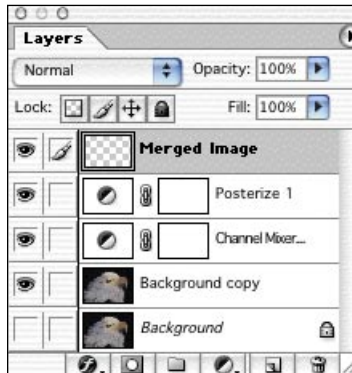 Layers
Normal Opacity: 100%
Lock: Fill: 100%
Merged Image
Posterize 1
Channel Mixer...
Background copy
Background